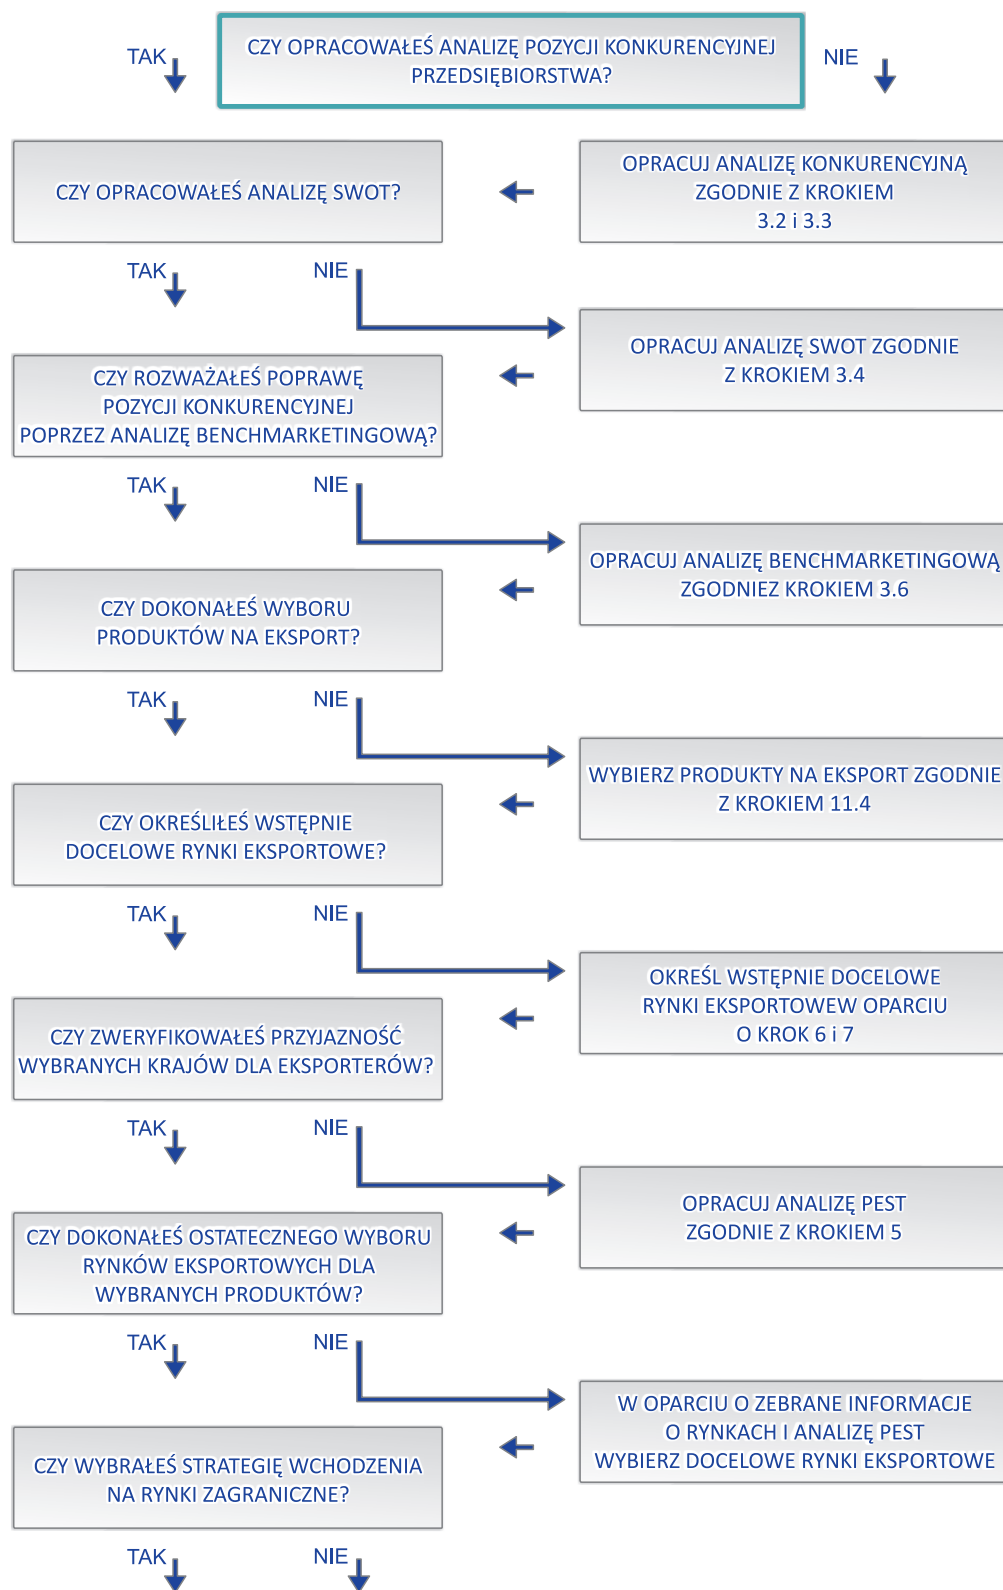 CZY OPRACOWAŁEŚ ANALIZĘ POZYCJI KONKURENCYJNEJ
PRZEDSIĘBIORSTWA?
TAK
NIE
CZY OPRACOWAŁEŚ ANALIZĘ SWOT?
OPRACUJ ANALIZĘ KONKURENCYJNĄ
ZGODNIE Z KROKIEM
3.2 i 3.3
TAK
NIE
OPRACUJ ANALIZĘ SWOT ZGODNIE
Z KROKIEM 3.4
CZY ROZWAŻAŁEŚ POPRAWĘ
POZYCJI KONKURENCYJNEJ
POPRZEZ ANALIZĘ BENCHMARKETINGOWĄ?
TAK
NIE
OPRACUJ ANALIZĘ BENCHMARKETINGOWĄ
ZGODNIEZ KROKIEM 3.6
CZY DOKONAŁEŚ WYBORU
PRODUKTÓW NA EKSPORT?
TAK
NIE
WYBIERZ PRODUKTY NA EKSPORT ZGODNIE
Z KROKIEM 11.4
CZY OKREŚLIŁEŚ WSTĘPNIE
DOCELOWE RYNKI EKSPORTOWE?
TAK
NIE
OKREŚL WSTĘPNIE DOCELOWE
RYNKI EKSPORTOWEW OPARCIU
O KROK 6 i 7
CZY ZWERYFIKOWAŁEŚ PRZYJAZNOŚĆ
WYBRANYCH KRAJÓW DLA EKSPORTERÓW?
TAK
NIE
OPRACUJ ANALIZĘ PEST
ZGODNIE Z KROKIEM 5
CZY DOKONAŁEŚ OSTATECZNEGO WYBORU
RYNKÓW EKSPORTOWYCH DLA
WYBRANYCH PRODUKTÓW?
TAK
NIE
W OPARCIU O ZEBRANE INFORMACJE
O RYNKACH I ANALIZĘ PEST
WYBIERZ DOCELOWE RYNKI EKSPORTOWE
CZY WYBRAŁEŚ STRATEGIĘ WCHODZENIA
NA RYNKI ZAGRANICZNE?
TAK
NIE